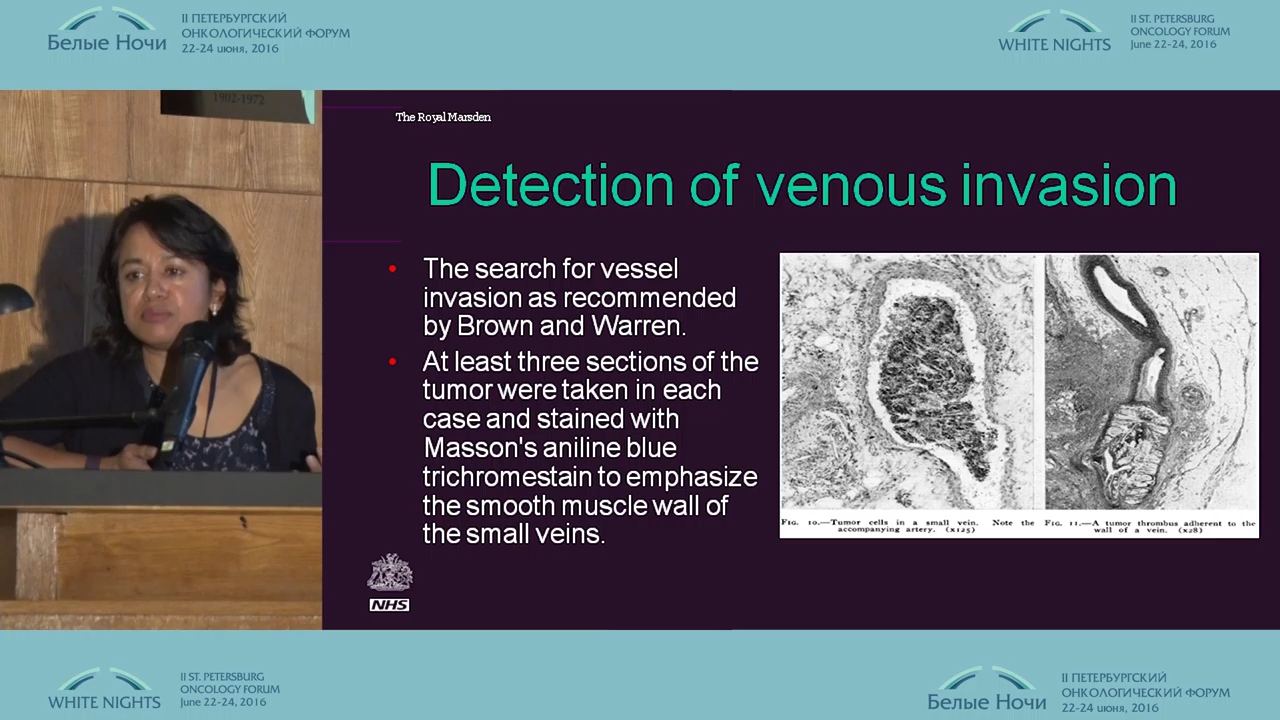 Белые Ночи
II ПЕТЕРБУРГСКИЙ
ОНКОЛОГИЧЕСКИЙ ФОРУМ
22-24 июня, 2016
WHITE NIGHTS
II ST. PETERSBURG
ONCOLOGY FORUM
June 22-24, 2016
1902-1972
The Royal Marsden
Detection of venous invasion
• The search for vessel
invasion as recommended
by Brown and Warren.
• At least three sections of the
tumor were taken in each
case and stained with
Masson's aniline blue
trichromestain to emphasize
the smooth muscle wall of
the small veins.
FIG. 10.—Tumor cells in a small vein. Note the
accompanying artery. (x125)
FIG. 11.—A tumor thrombus adherent to the
wall of a vein. (x28)
NHS
WHITE NIGHTS
II ST. PETERSBURG
ONCOLOGY FORUM
June 22-24, 2016
Белые Ночи
II ПЕТЕРБУРГСКИЙ
ОНКОЛОГИЧЕСКИЙ ФОРУМ
22-24 июня, 2016